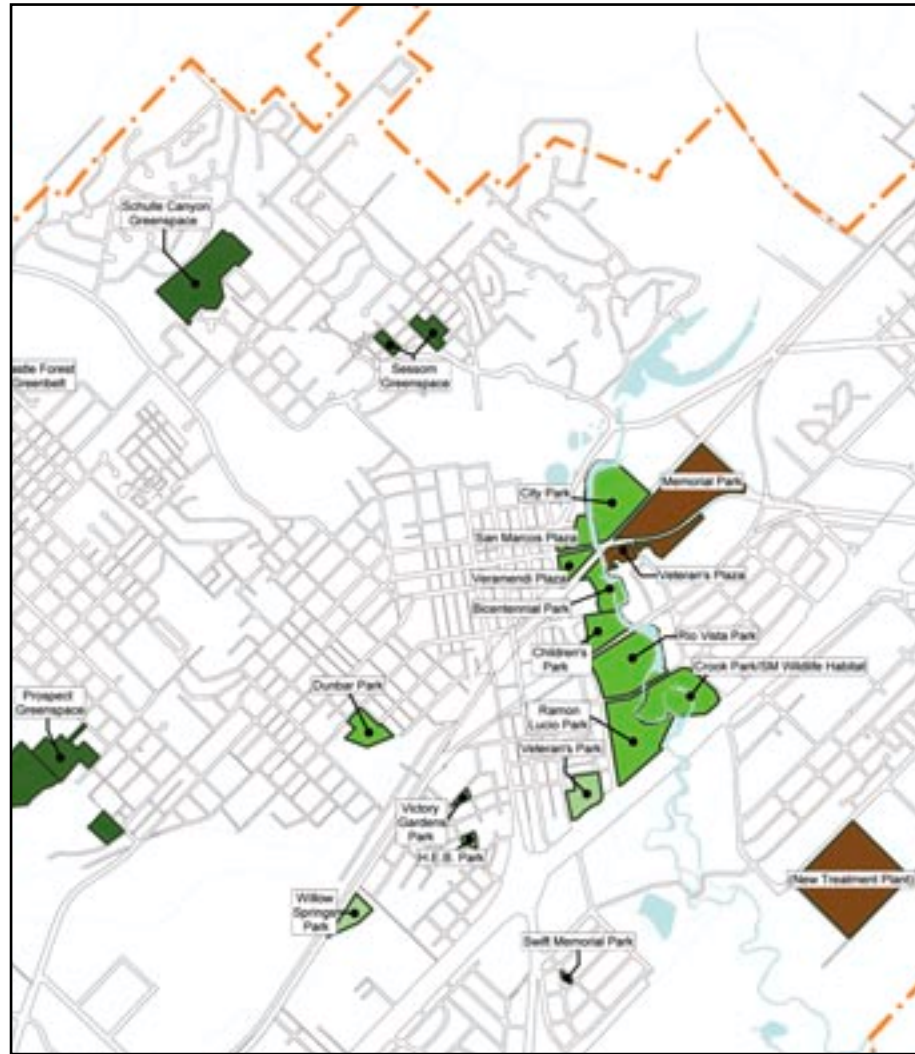 Schulle Canyon
Greenspace
Sessom
Greenspace
astle Forest
Greenbelt
City Park
Memorial Park
San Marcos Plaza
Veramendi Plaza
Veteran's Plaza
Bicentennial Park
Children's
Park
Rio Vista Park
Crook Park/SM Wildlife Habitat
Dunbar Park
Prospect
Greenspace
Ramon
Lucio Park
Veteran's Park
Victory
Gardens
Park
H.E.B. Park
(New Treatment Plant)
Willow
Springs
Park
Swift Memorial Park